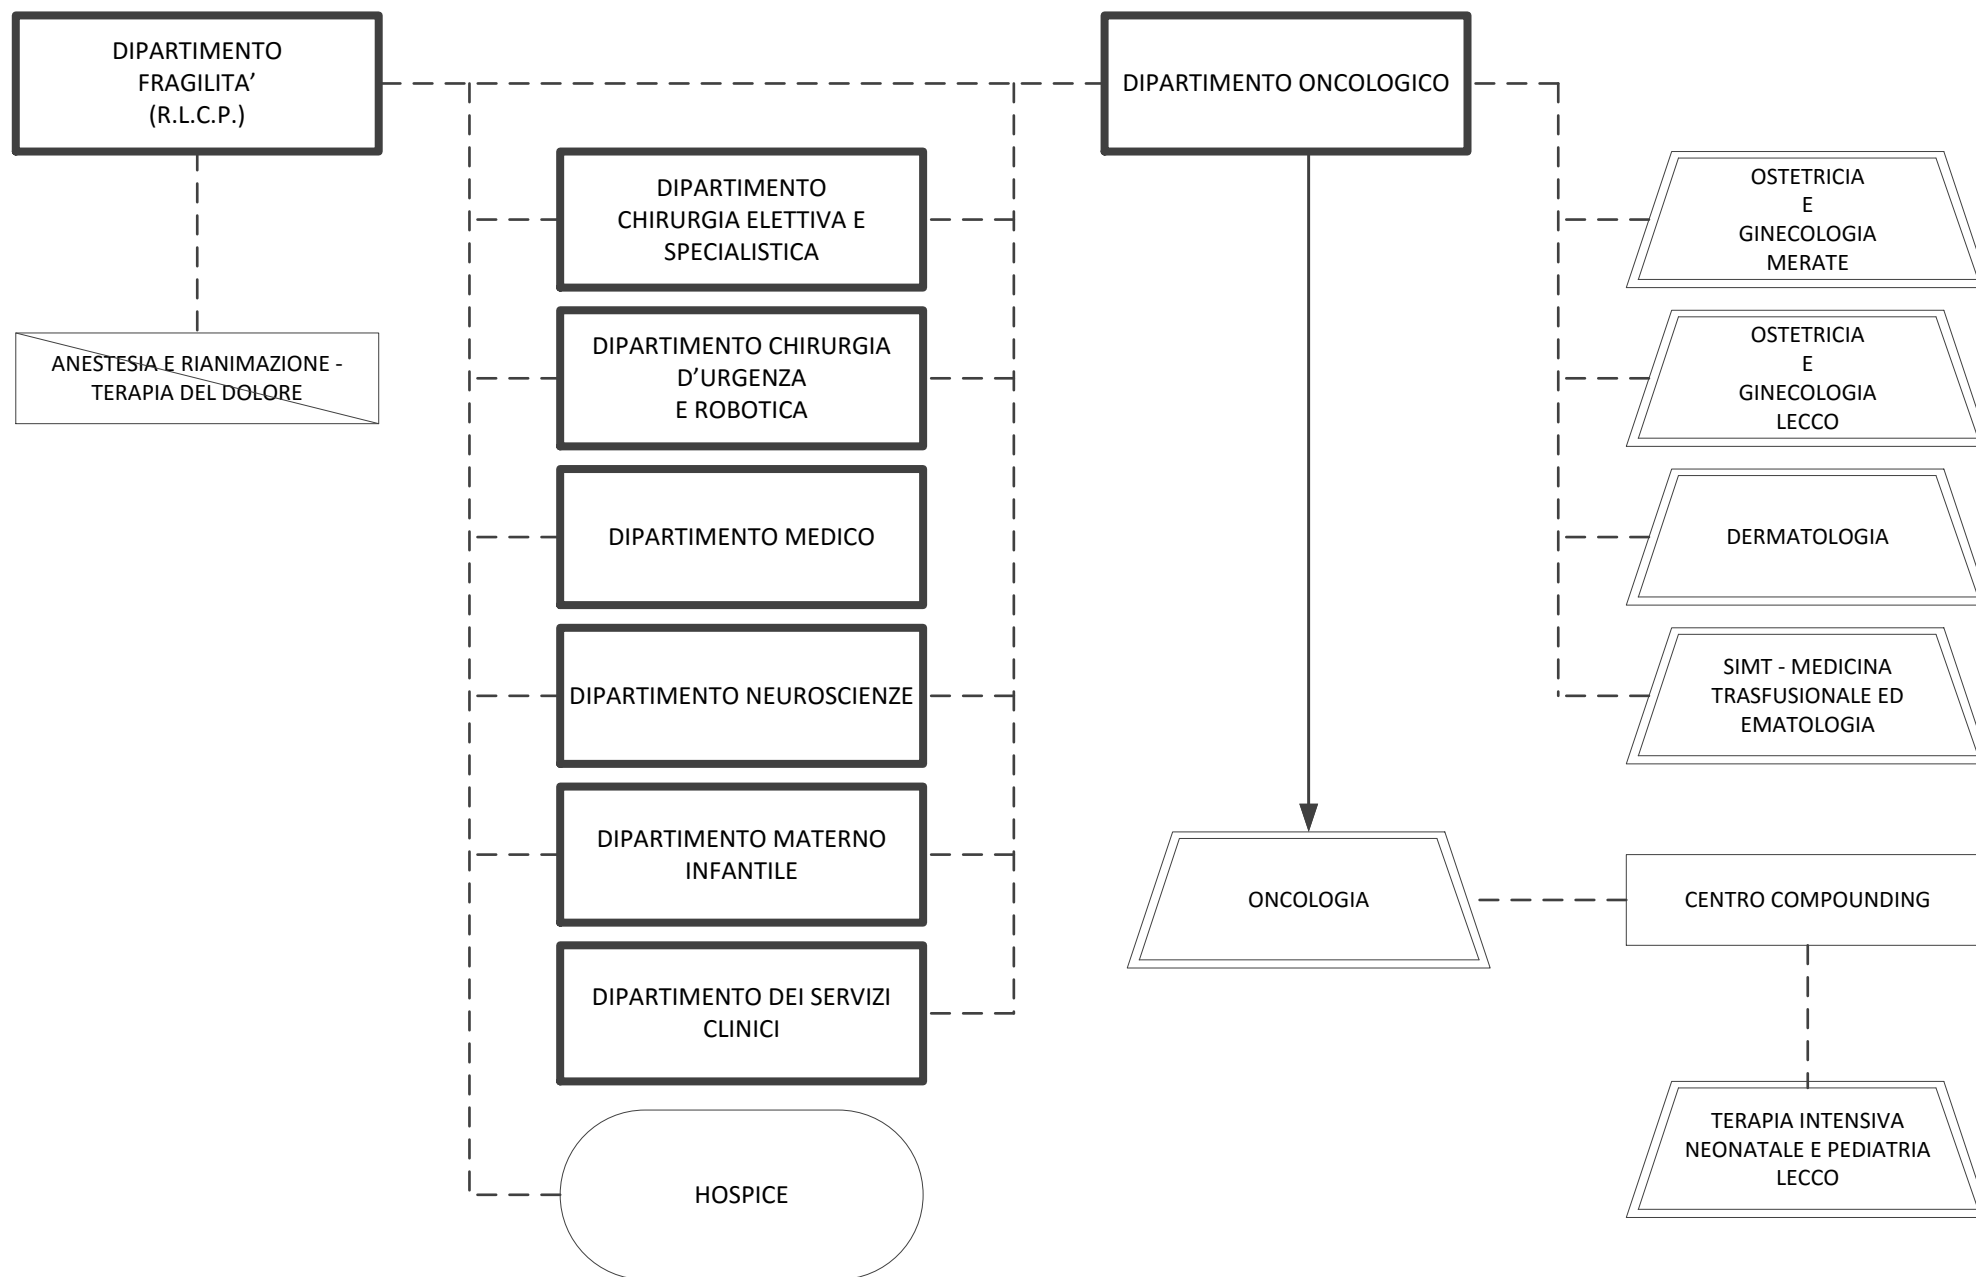 DIPARTIMENTO
FRAGILITA’
(R.L.C.P.)
ANESTESIA E RIANIMAZIONE -
TERAPIA DEL DOLORE
DIPARTIMENTO
CHIRURGIA ELETTIVA E
SPECIALISTICA
DIPARTIMENTO CHIRURGIA
D’URGENZA
E ROBOTICA
DIPARTIMENTO MEDICO
DIPARTIMENTO NEUROSCIENZE
DIPARTIMENTO MATERNO
INFANTILE
DIPARTIMENTO DEI SERVIZI
CLINICI
HOSPICE
DIPARTIMENTO ONCOLOGICO
ONCOLOGIA
OSTETRICIA
E
GINECOLOGIA
MERATE
OSTETRICIA
E
GINECOLOGIA
LECCO
DERMATOLOGIA
SIMT - MEDICINA
TRASFUSIONALE ED
EMATOLOGIA
CENTRO COMPOUNDING
TERAPIA INTENSIVA
NEONATALE E PEDIATRIA
LECCO